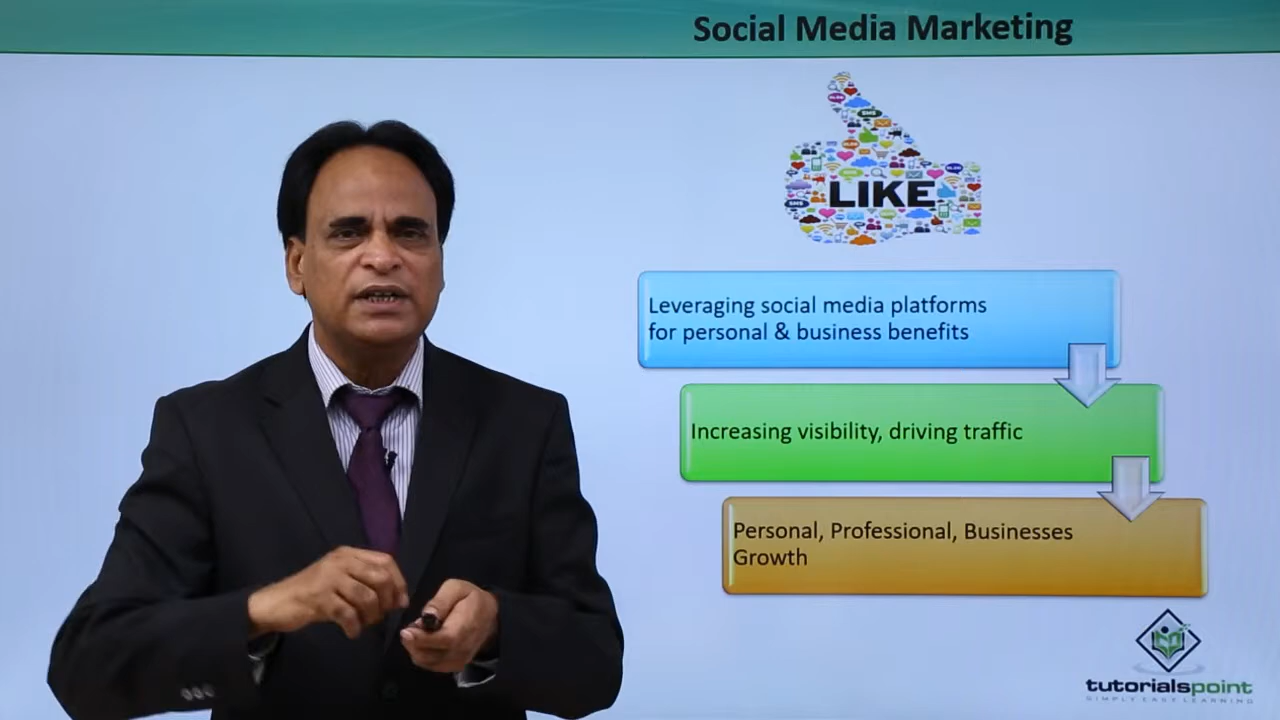 Social Media Marketing
LIKE
Leveraging social media platforms
for personal & business benefits
Increasing visibility, driving traffic
Personal, Professional, Businesses
Growth
tutorialspoint
SIMPLY EASY LEARNING